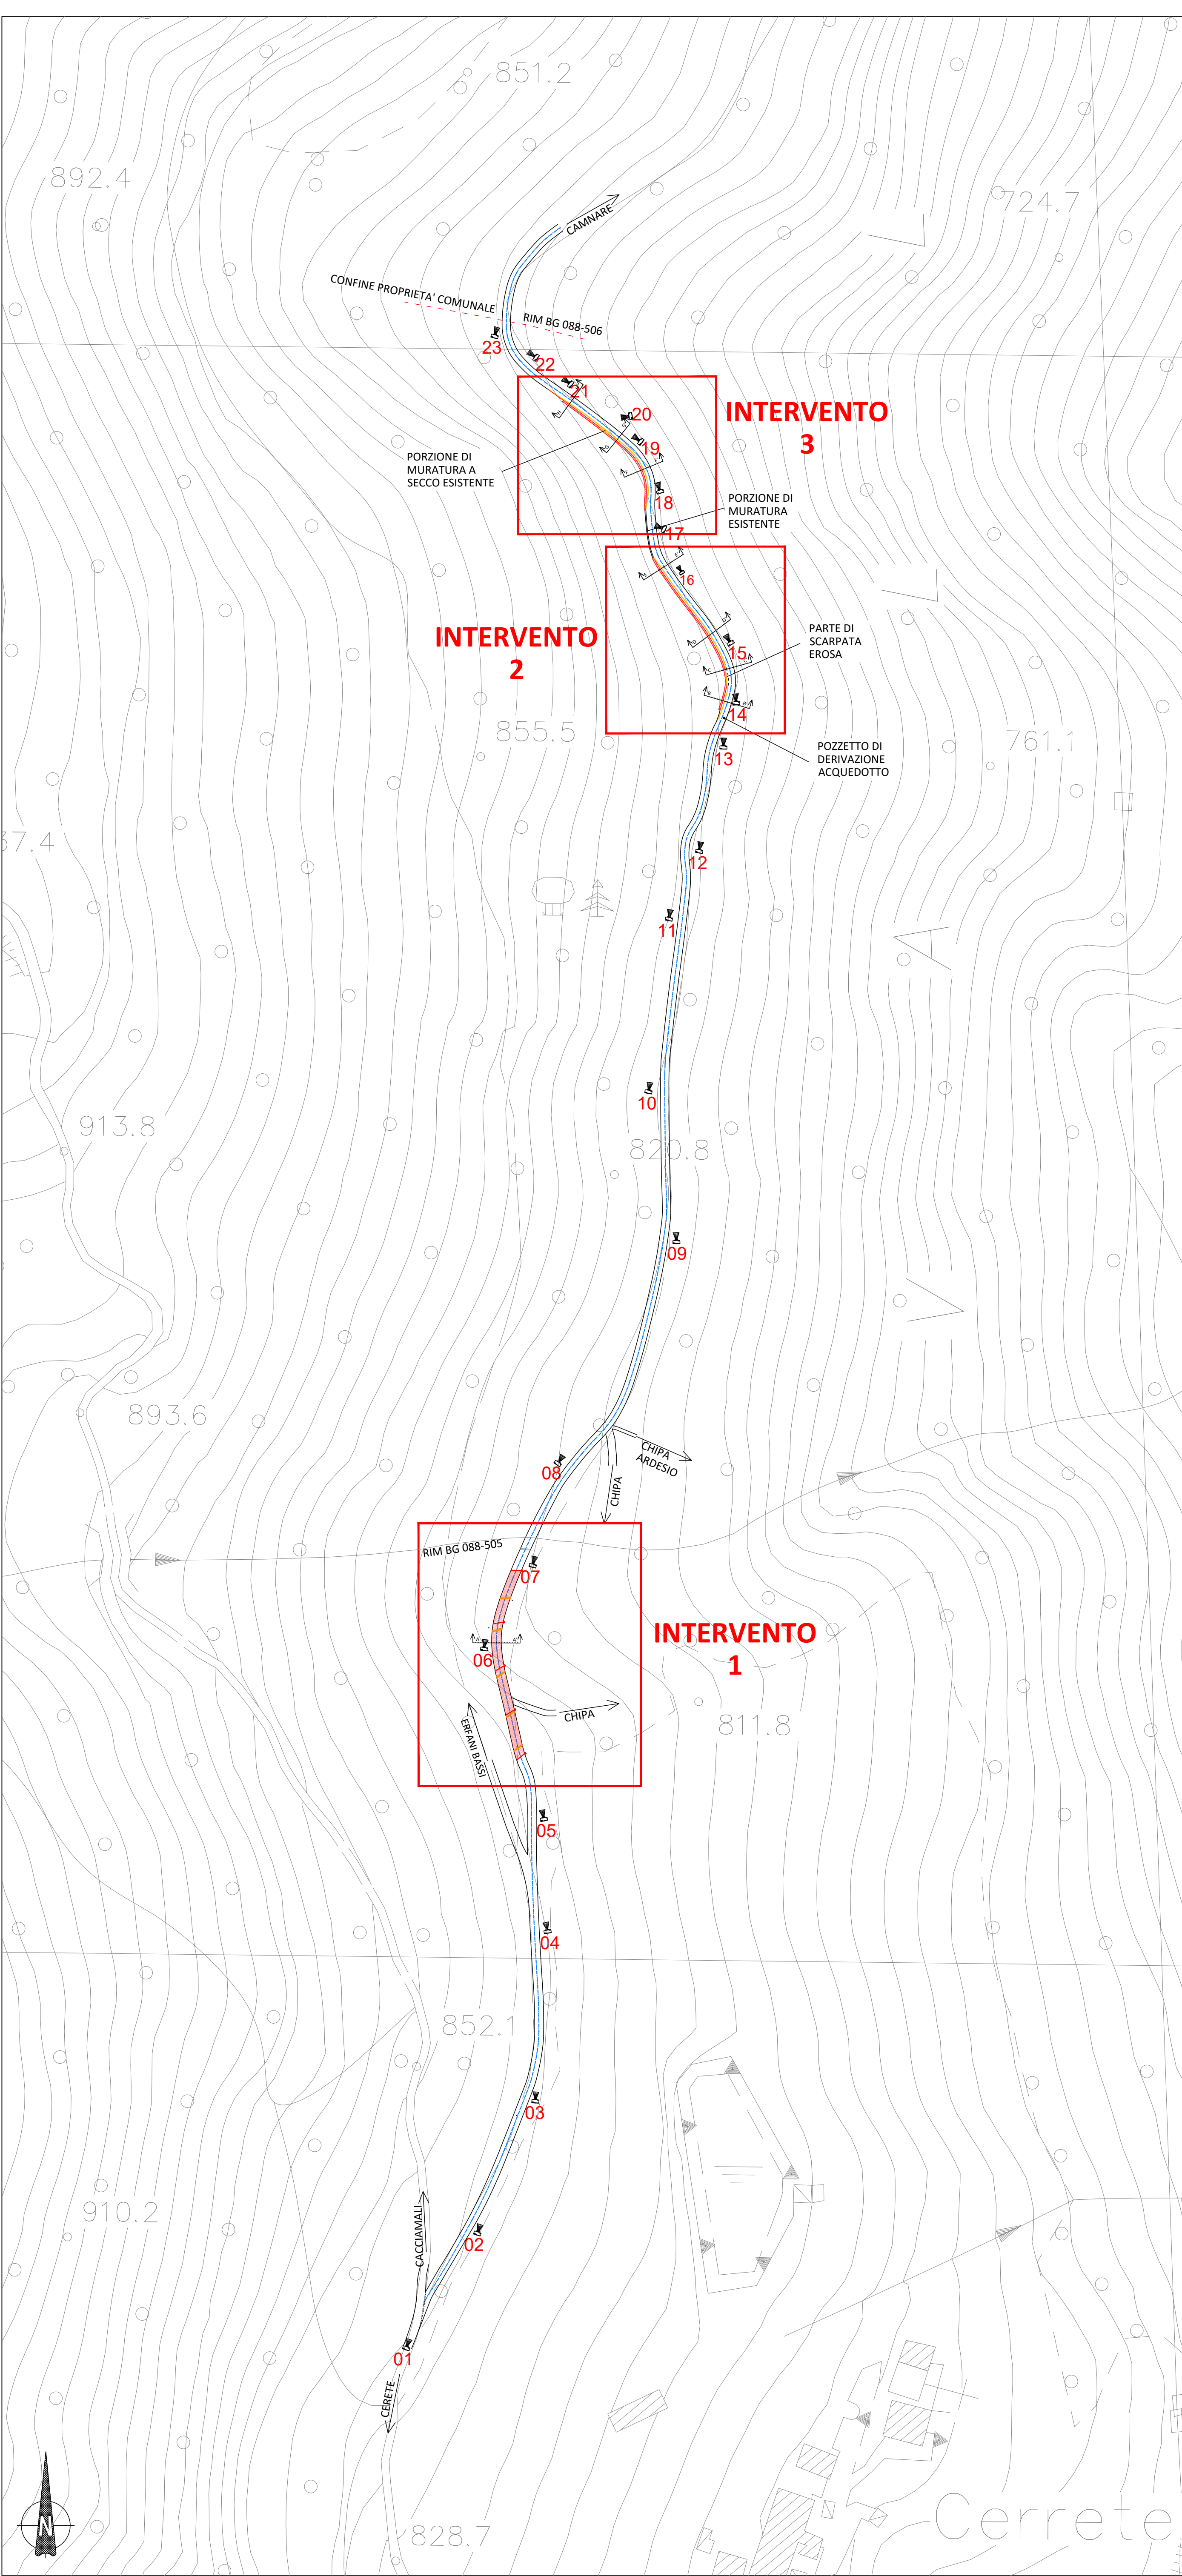 851.2
892.4
724.7
CAMNARE
CONFINE PROPRIETA' COMUNALE
RIM BG 088-506
23
22
21
20
INTERVENTO
3
19
PORZIONE DI
MURATURA A
SECCO ESISTENTE
18
PORZIONE DI
MURATURA
ESISTENTE
17
16
INTERVENTO
2
PARTE DI
SCARPATA
EROSA
15
14
855.5
761.1
13
POZZETTO DI
DERIVAZIONE
ACQUEDOTTO
37.4
12
11
10
913.8
820.8
09
893.6
CHIPA
ARDESIO
08
CHIPA
RIM BG 088-505
07
INTERVENTO
1
A
A'
06
CHIPA
811.8
ERFANI BASSI
05
04
852.1
03
910.2
CACCIAMALI
02
01
CERETE
N
828.7
Cerrete